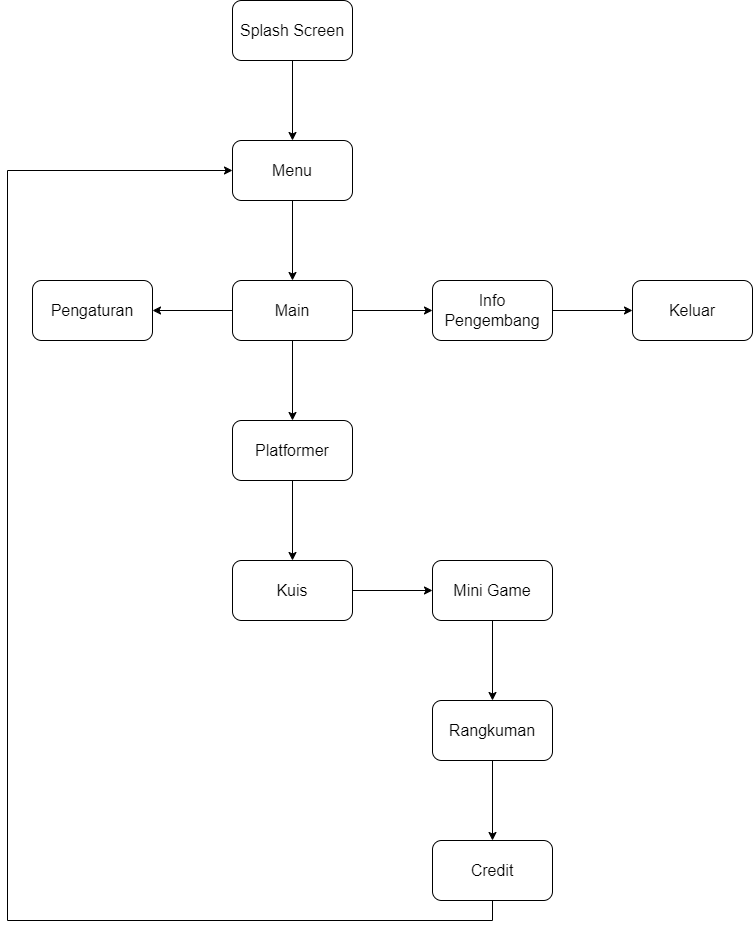 Splash Screen
Menu
Pengaturan
Main
Info
Pengembang
Keluar
Platformer
Kuis
Mini Game
Rangkuman
Credit